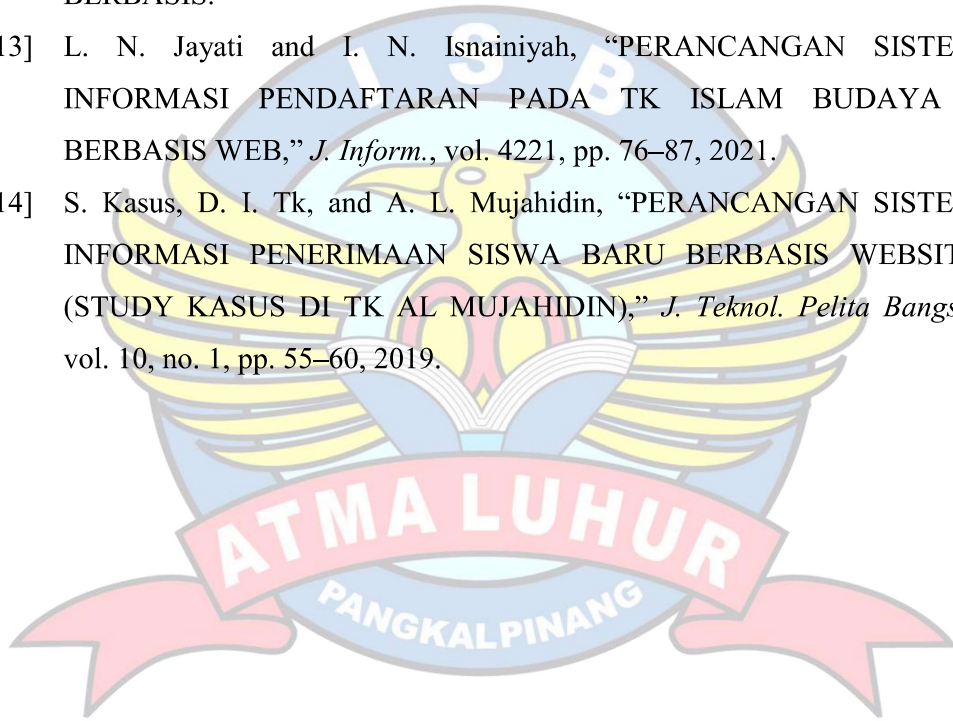 BERBASIS.
13] L. N. Jayati and I. N. Isnainiyah, “PERANCANGAN SISTE
INFORMASI PENDAFTARAN PADA TK ISLAM BUDAYA
BERBASIS WEB,” J. Inform., vol. 4221, pp. 76–87, 2021.
14] S. Kasus, D. I. Tk, and A. L. Mujahidin, “PERANCANGAN SISTE
INFORMASI PENERIMAAN SISWA BARU BERBASIS WEBSIT
(STUDY KASUS DI TK AL MUJAHIDIN),” J. Teknol. Pelita Bangs
vol. 10, no. 1, pp. 55–60, 2019.
I S B
ATMA LUHUR
PANGKALPINANG